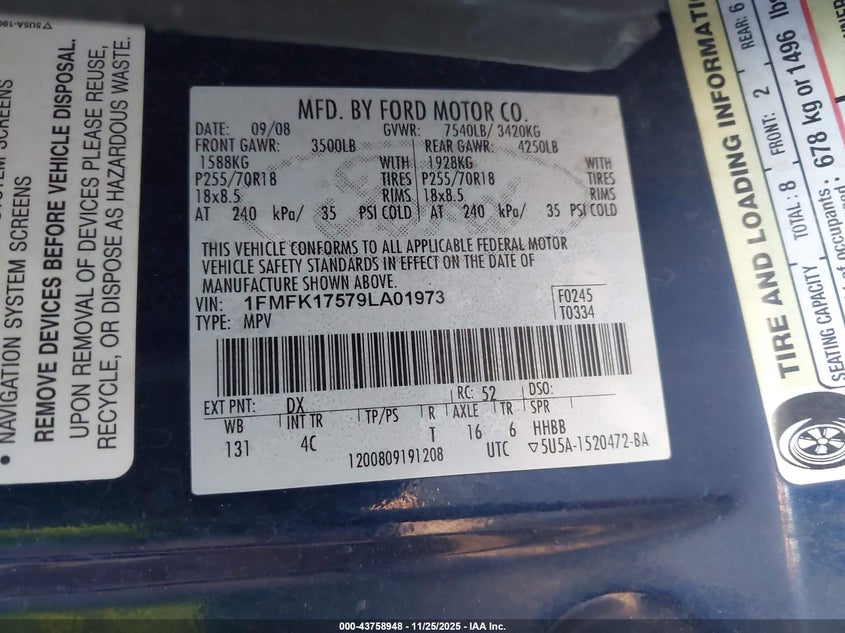 ▽5U5A-190
SYSTEM SCREENS
• NAVIGATION SYSTEM SCREENS
REMOVE DEVICES BEFORE VEHICLE DISPOSAL.
UPON REMOVAL OF DEVICES PLEASE REUSE,
RECYCLE, OR DISPOSE AS HAZARDOUS WASTE.
MFD. BY FORD MOTOR CO.
DATE: 09/08 GVWR: 7540LB/ 3420KG
FRONT GAWR: 3500LB REAR GAWR: 4250LB
1588KG WITH 1928KG WITH
P255/70R18 TIRES P255/70R18 TIRES
18x8.5 RIMS 18x8.5 RIMS
AT 240 kPa/ 35 PSI COLD AT 240 kPa/ 35 PSI COLD
THIS VEHICLE CONFORMS TO ALL APPLICABLE FEDERAL MOTOR
VEHICLE SAFETY STANDARDS IN EFFECT ON THE DATE OF
MANUFACTURE SHOWN ABOVE.
VIN: 1FMFK17579LA01973 F0245
TYPE: MPV T0334
EXT PNT: DX RC: 52 DSO:
WB INT TR TP/PS R AXLE TR SPR
131 4C T 16 6 HHBB
1200809191208 UTC ▽5U5A-1520472-BA
TIRE AND LOADING INFORMATI
SEATING CAPACITY TOTAL: 8 FRONT: 2 REAR: 6
of occupants: 678 kg or 1496 lbs
000-43758948 - 11/25/2025 - IAA Inc.